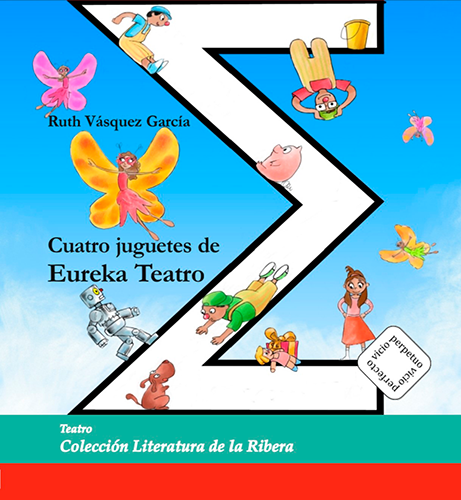 Ruth Vásquez García
Cuatro juguetes de
Eureka Teatro
vicio perpetuo
vicio perfecto
Teatro
Colección Literatura de la Ribera